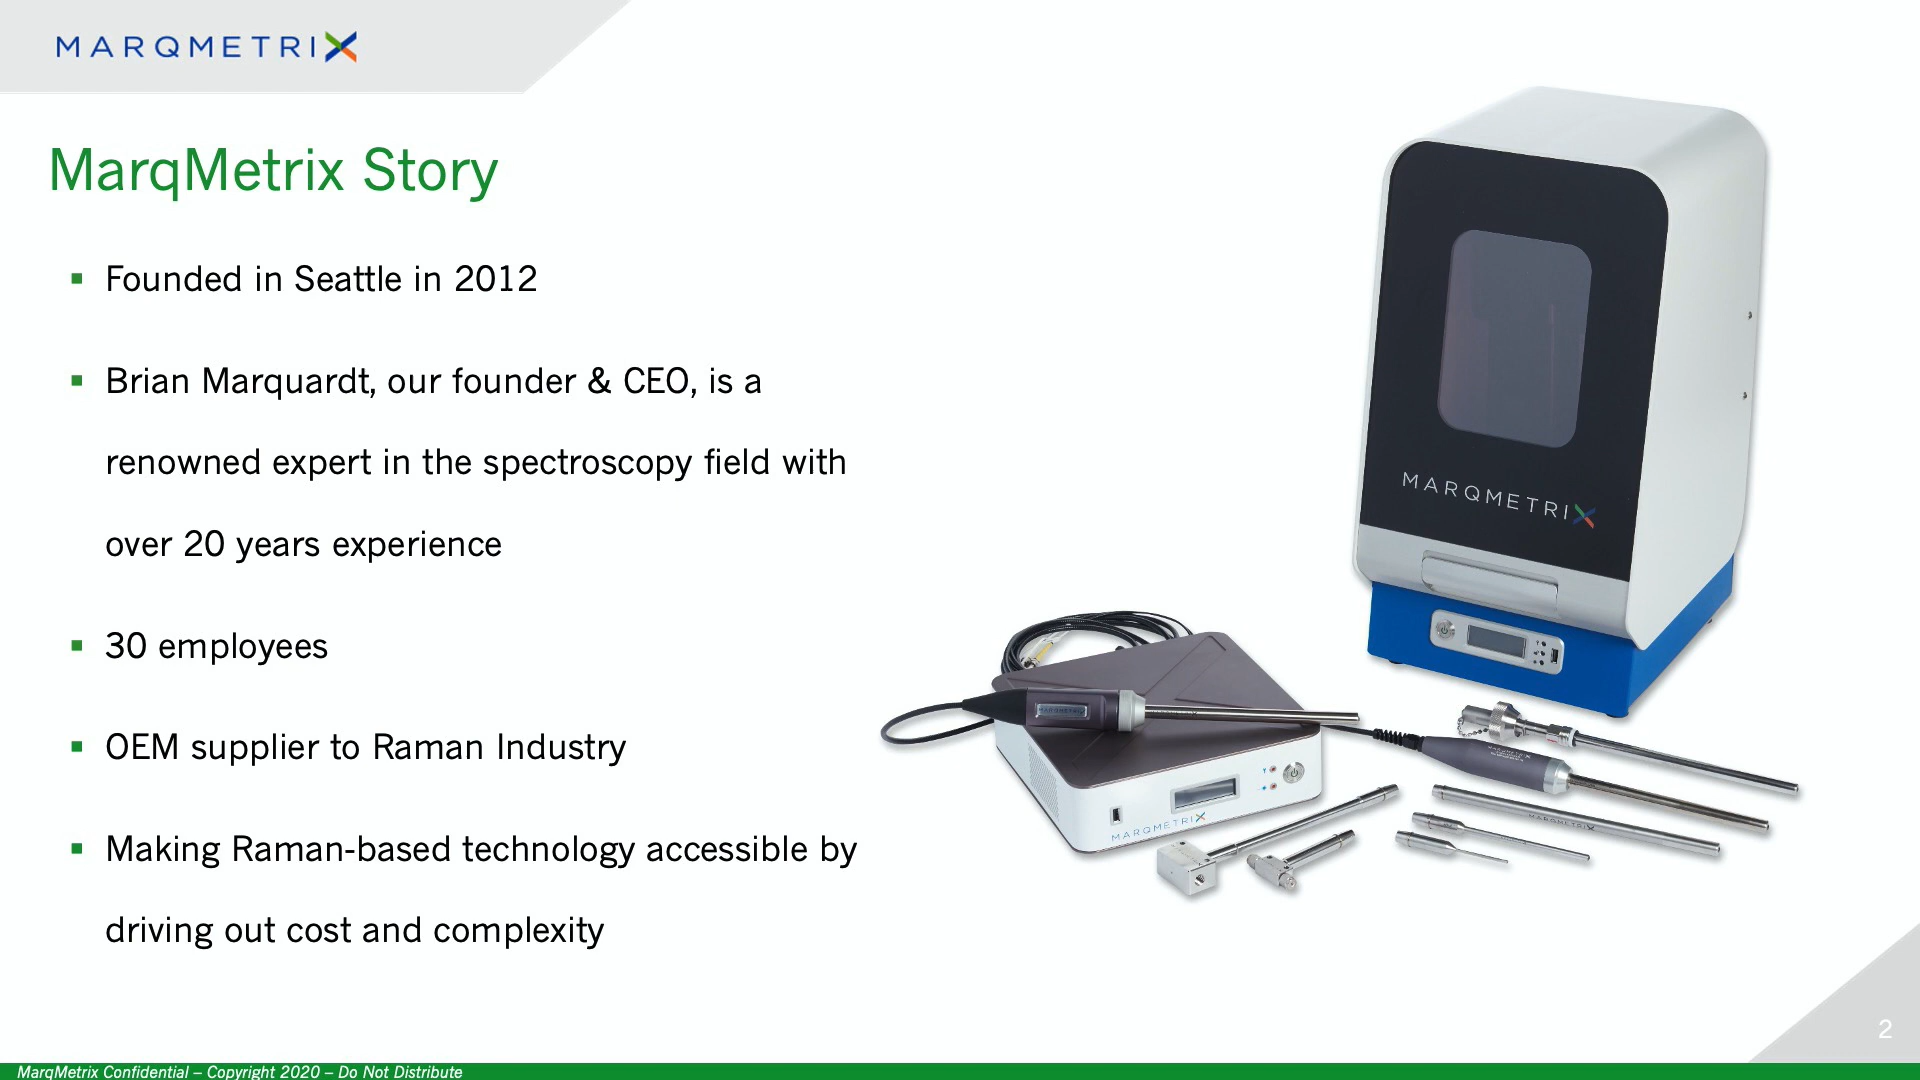 MARQMETRIX
MarqMetrix Story
Founded in Seattle in 2012
Brian Marquardt, our founder & CEO, is a
renowned expert in the spectroscopy field with
over 20 years experience
30 employees
OEM supplier to Raman Industry
Making Raman-based technology accessible by
driving out cost and complexity
MARQMETRIX
MARQMETRIX
MARQMETRIX
MARQMETRIX
2
MarqMetrix Confidential – Copyright 2020 – Do Not Distribute